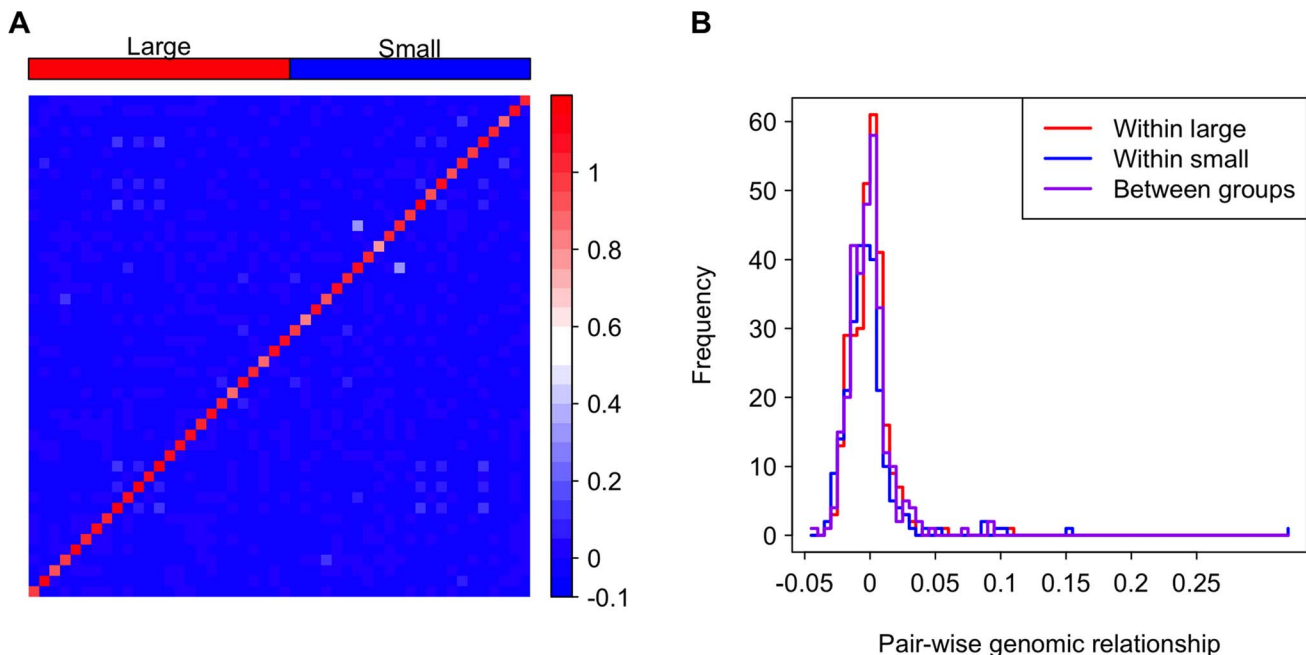 A
Large
Small
1
0.8
0.6
0.4
0.2
0
-0.1
B
Within large
Within small
Between groups
Frequency
60
50
40
30
20
10
0
-0.05
0
0.05
0.1
0.15
0.2
0.25
Pair-wise genomic relationship